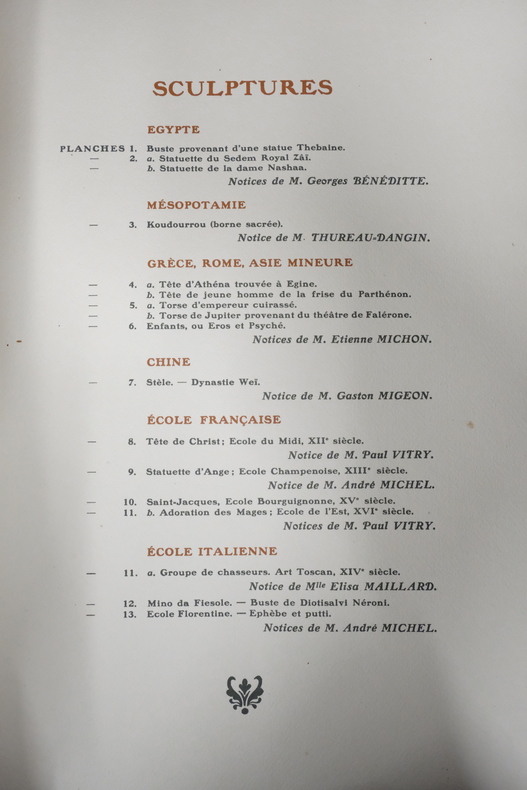 SCULPTURES
EGYPTE
PLANCHES 1. Buste provenant d'une statue Thebaine.
— 2. a. Statuette du Sedem Royal Zâï.
— b. Statuette de la dame Nashaa.
Notices de M. Georges BÉNÉDITTE.
MÉSOPOTAMIE
— 3. Koudourrou (borne sacrée).
Notice de M. THUREAU-DANGIN.
GRÈCE, ROME, ASIE MINEURE
— 4. a. Tête d'Athéna trouvée à Egine.
— b. Tête de jeune homme de la frise du Parthénon.
— 5. a. Torse d'empereur cuirassé.
— b. Torse de Jupiter provenant du théâtre de Falérone.
— 6. Enfants, ou Eros et Psyché.
Notices de M. Etienne MICHON.
CHINE
— 7. Stèle. — Dynastie Weï.
Notice de M. Gaston MIGEON.
ÉCOLE FRANÇAISE
— 8. Tête de Christ; Ecole du Midi, XIIe siècle.
Notice de M. Paul VITRY.
— 9. Statuette d'Ange; Ecole Champenoise, XIIIe siècle.
Notice de M. André MICHEL.
— 10. Saint-Jacques, Ecole Bourguignonne, XVe siècle.
— 11. b. Adoration des Mages; Ecole de l'Est, XVIe siècle.
Notices de M. Paul VITRY.
ÉCOLE ITALIENNE
— 11. a. Groupe de chasseurs. Art Toscan, XIVe siècle.
Notice de Mlle Elisa MAILLARD.
— 12. Mino da Fiesole. — Buste de Diotisalvi Néroni.
— 13. Ecole Florentine. — Ephèbe et putti.
Notices de M. André MICHEL.